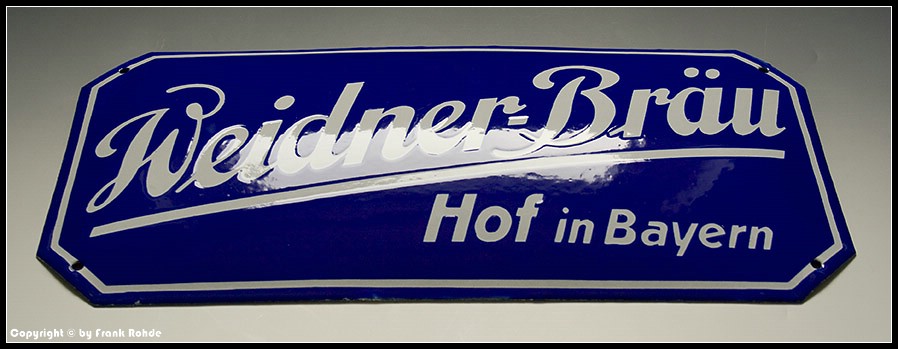 Weidner-Bräu
Hof in Bayern
Copyright © by Frank Rohde